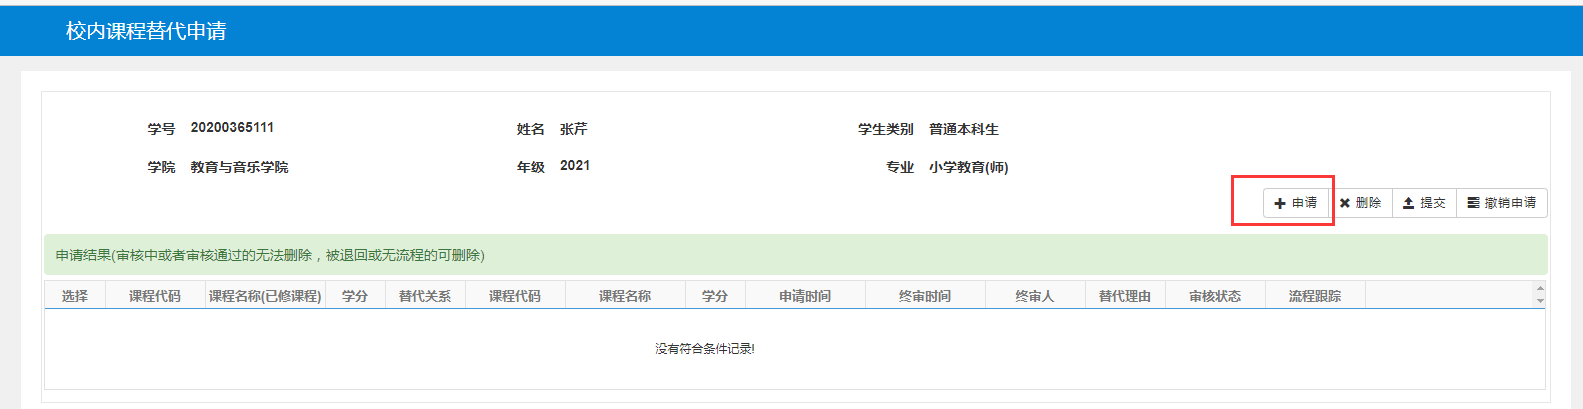 校内课程替代申请
学号 20200365111 姓名 张芹 学生类别 普通本科生
学院 教育与音乐学院 年级 2021 专业 小学教育(师)
申请 删除 提交 撤销申请
申请结果(审核中或者审核通过的无法删除，被退回或无流程的可删除)
选择 课程代码 课程名称(已修课程) 学分 替代关系 课程代码 课程名称 学分 申请时间 终审时间 终审人 替代理由 审核状态 流程跟踪
没有符合条件记录!